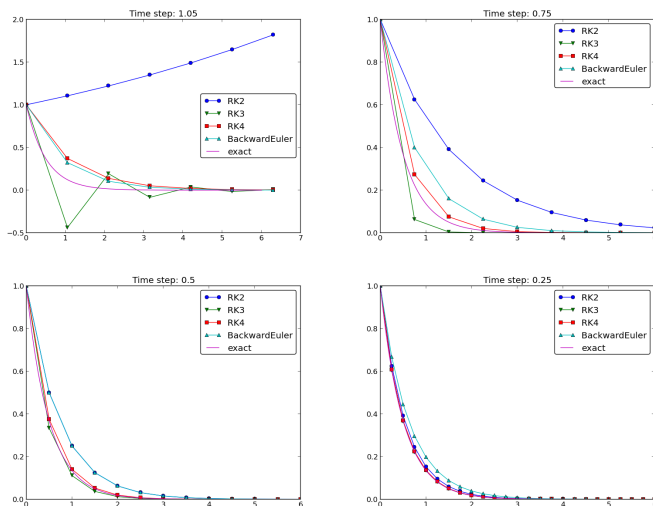 Time step: 1.05
2.0
1.5
1.0
0.5
0.0
−0.5
0 1 2 3 4 5 6 7
RK2
RK3
RK4
BackwardEuler
exact
Time step: 0.75
1.0
0.8
0.6
0.4
0.2
0.0
0 1 2 3 4 5
RK2
RK3
RK4
BackwardEuler
exact
Time step: 0.5
1.0
0.8
0.6
0.4
0.2
0.0
0 1 2 3 4 5 6
RK2
RK3
RK4
BackwardEuler
exact
Time step: 0.25
1.0
0.8
0.6
0.4
0.2
0.0
0 1 2 3 4 5
RK2
RK3
RK4
BackwardEuler
exact